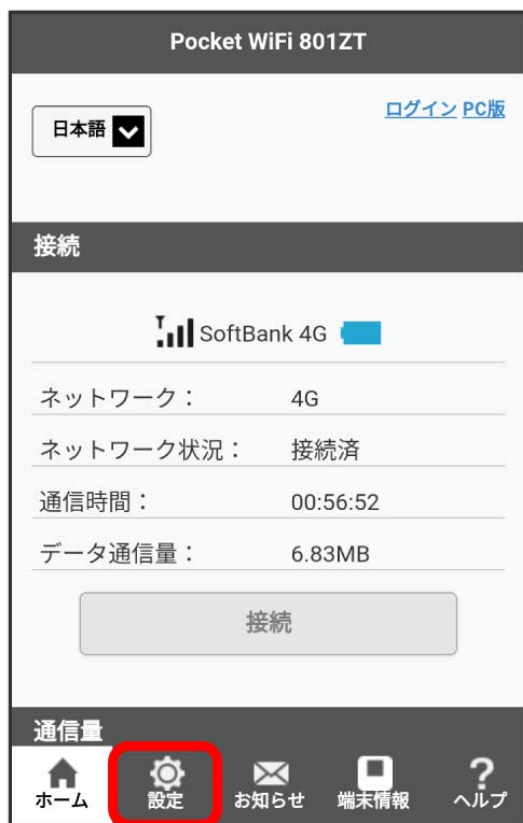 Pocket WiFi 801ZT
日本語
ログイン PC版
接続
SoftBank 4G
ネットワーク： 4G
ネットワーク状況： 接続済
通信時間： 00:56:52
データ通信量： 6.83MB
接続
通信量
ホーム 設定 お知らせ 端末情報 ヘルプ